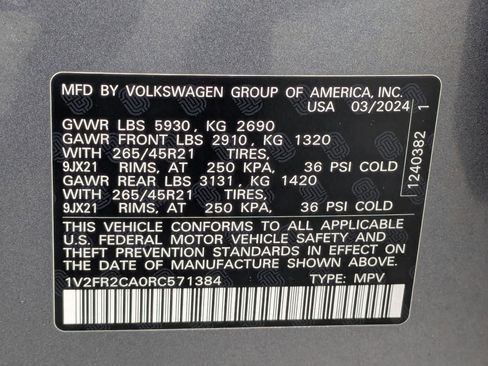 MFD BY VOLKSWAGEN GROUP OF AMERICA, INC.
USA 03/2024
GVWR LBS 5930, KG 2690
GAWR FRONT LBS 2910, KG 1320
WITH 265/45R21 TIRES,
9JX21 RIMS, AT 250 KPA, 36 PSI COLD
GAWR REAR LBS 3131, KG 1420
WITH 265/45R21 TIRES,
9JX21 RIMS, AT 250 KPA, 36 PSI COLD
THIS VEHICLE CONFORMS TO ALL APPLICABLE
U.S. FEDERAL MOTOR VEHICLE SAFETY AND
THEFT PREVENTION STANDARDS IN EFFECT ON THE
DATE OF MANUFACTURE SHOWN ABOVE.
1V2FR2CA0RC571384 TYPE: MPV
1240382 1